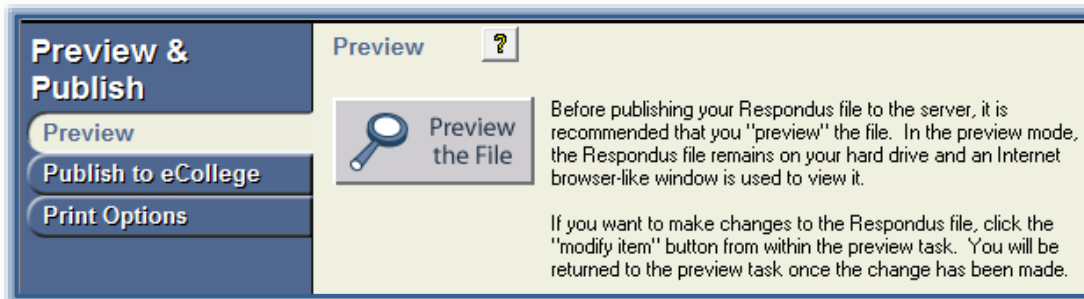 Preview &
Publish
Preview
Publish to eCollege
Print Options
Preview ?
Preview
the File
Before publishing your Respondus file to the server, it is
recommended that you "preview" the file. In the preview mode,
the Respondus file remains on your hard drive and an Internet
browser-like window is used to view it.
If you want to make changes to the Respondus file, click the
"modify item" button from within the preview task. You will be
returned to the preview task once the change has been made.